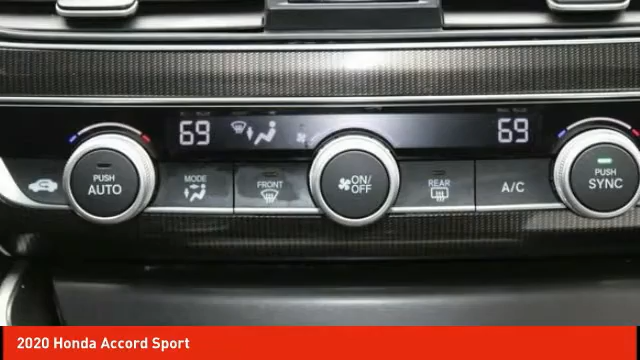 69
69
PUSH
AUTO
MODE
FRONT
ON/
OFF
REAR
A/C
PUSH
SYNC
2020 Honda Accord Sport